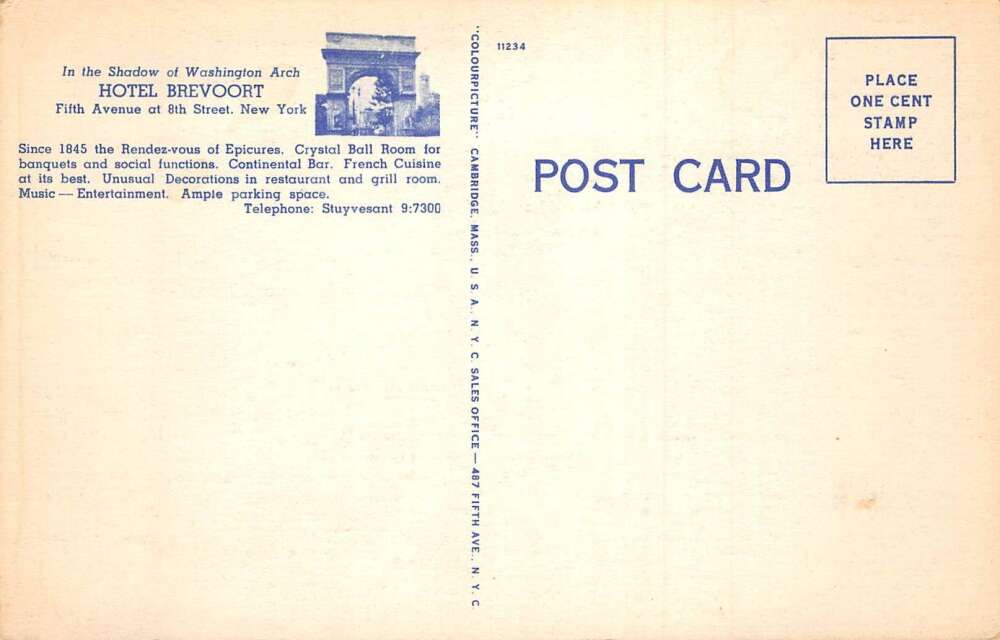 In the Shadow of Washington Arch
HOTEL BREVOORT
Fifth Avenue at 8th Street. New York
Since 1845 the Rendez-vous of Epicures. Crystal Ball Room for
banquets and social functions. Continental Bar. French Cuisine
at its best. Unusual Decorations in restaurant and grill room.
Music — Entertainment. Ample parking space.
Telephone: Stuyvesant 9:7300
"COLOURPICTURE" CAMBRIDGE, MASS., U. S. A., N. Y. C. SALES OFFICE — 487 FIFTH AVE., N. Y. C.
11234
POST CARD
PLACE
ONE CENT
STAMP
HERE